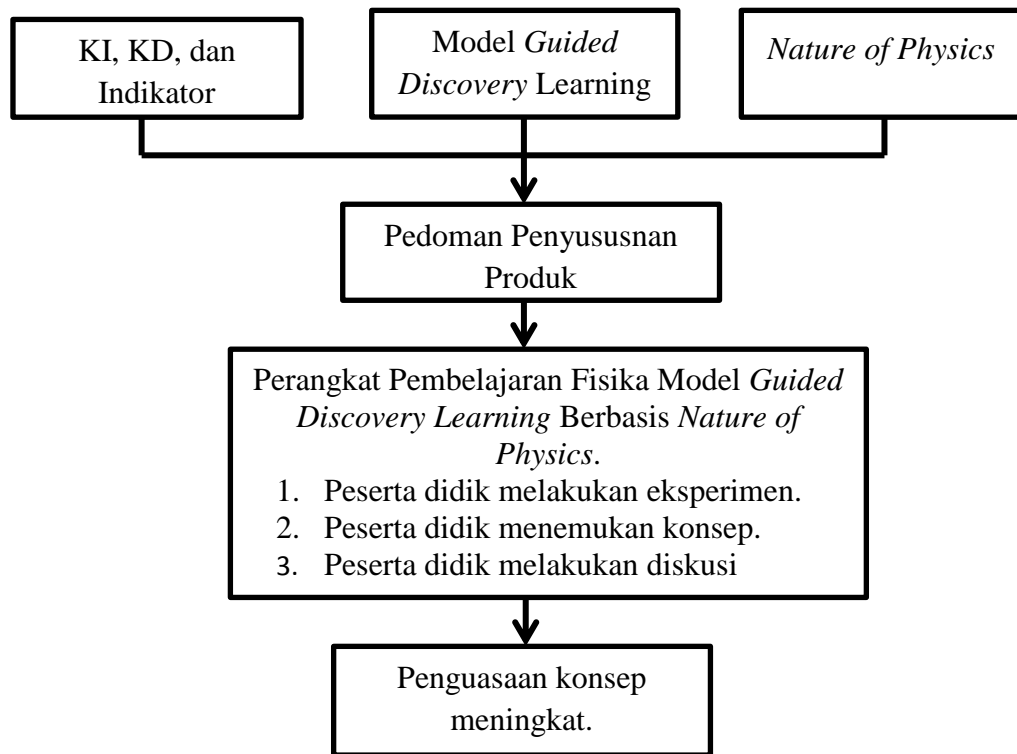 KI, KD, dan
Indikator
Model Guided
Discovery Learning
Nature of Physics
Pedoman Penyususnan
Produk
Perangkat Pembelajaran Fisika Model Guided
Discovery Learning Berbasis Nature of
Physics.
1. Peserta didik melakukan eksperimen.
2. Peserta didik menemukan konsep.
3. Peserta didik melakukan diskusi
Penguasaan konsep
meningkat.